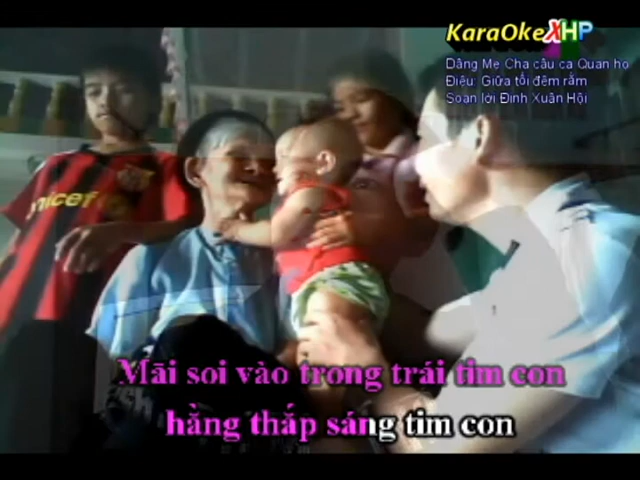 KaraOke XHP
Dâng Mẹ Cha câu ca Quan họ
Điệu: Giữa tối đêm rằm
Soạn lời Đinh Xuân Hội
unicef
Mãi soi vào trong trái tim con
hằng thắp sáng tim con